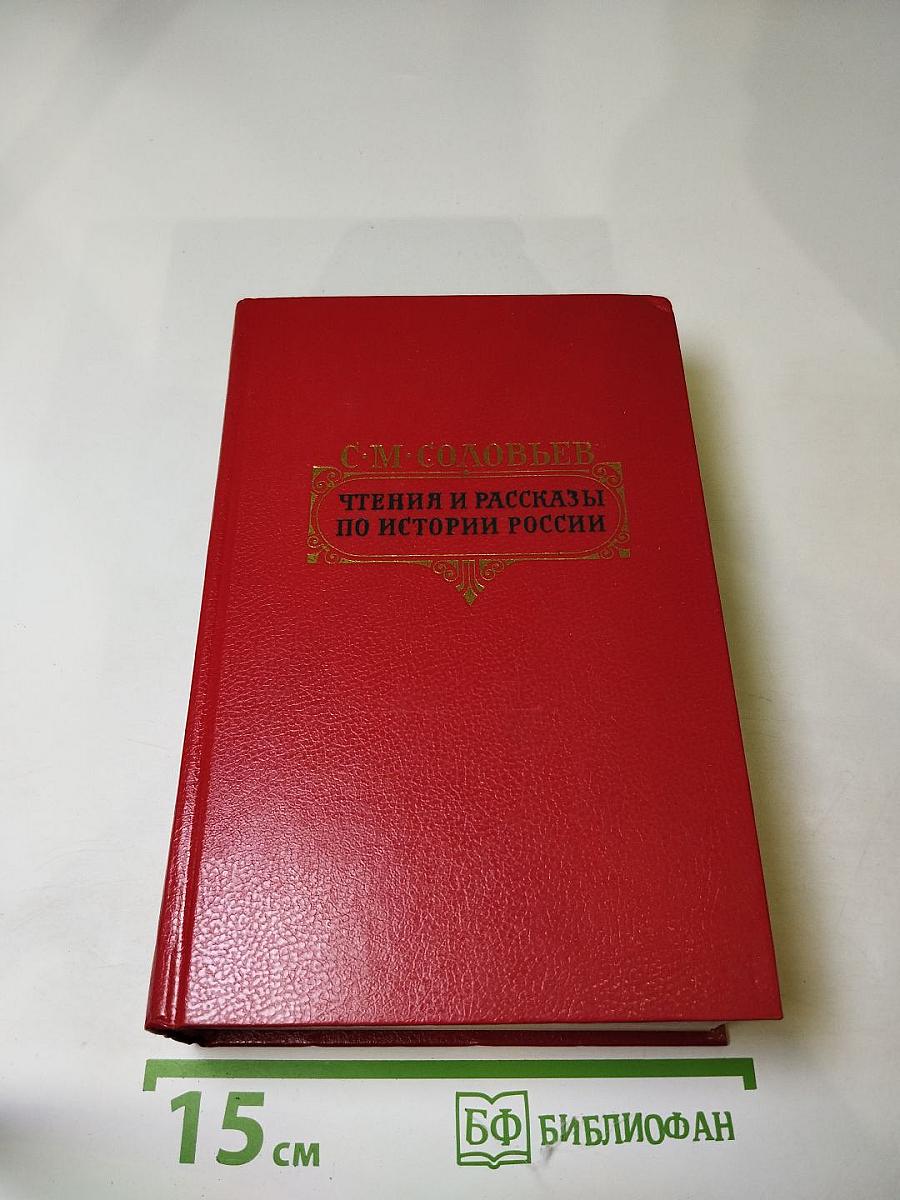 С·М·СОЛОВЬЕВ
ЧТЕНИЯ И РАССКАЗЫ
ПО ИСТОРИИ РОССИИ
15 см
БФ БИБЛИОФАН